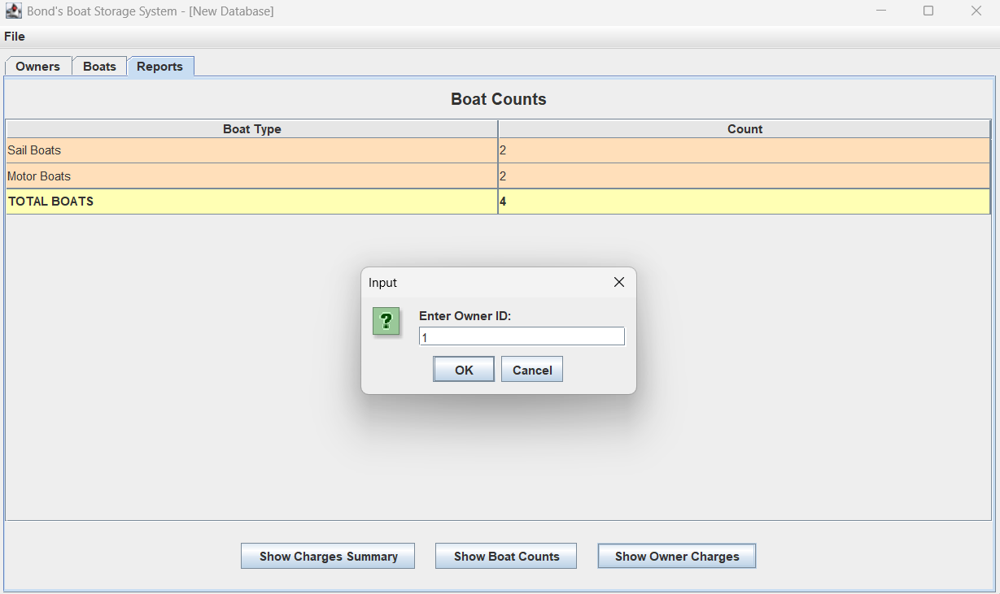 Bond's Boat Storage System - [New Database]
File
Owners Boats Reports
Boat Counts
Boat Type Count
Sail Boats 2
Motor Boats 2
TOTAL BOATS 4
Input
?
Enter Owner ID:
1
OK Cancel
Show Charges Summary Show Boat Counts Show Owner Charges